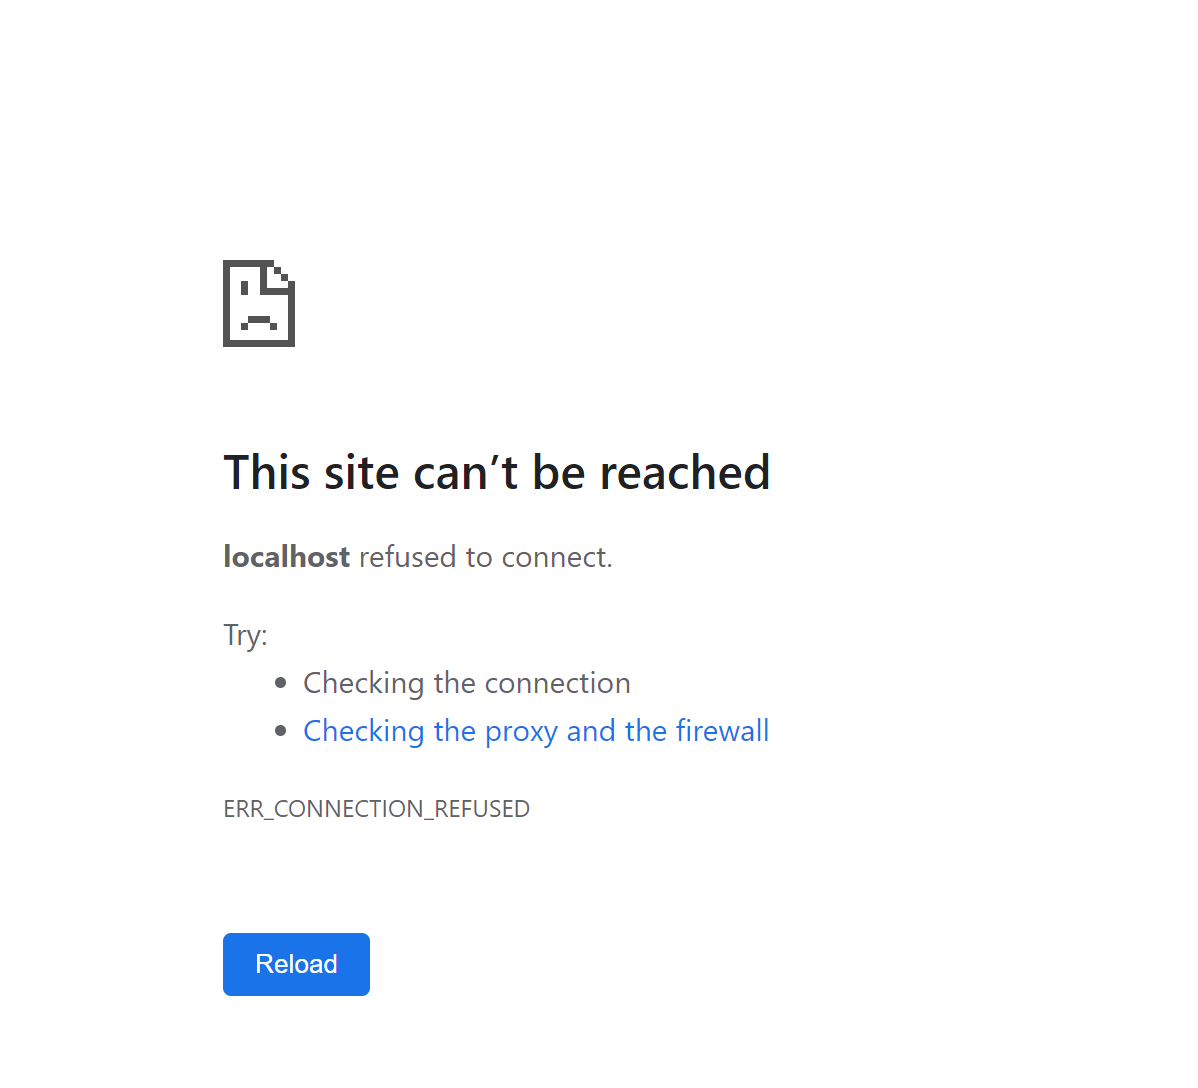 This site can’t be reached
localhost refused to connect.
Try:
Checking the connection
Checking the proxy and the firewall
ERR_CONNECTION_REFUSED
Reload